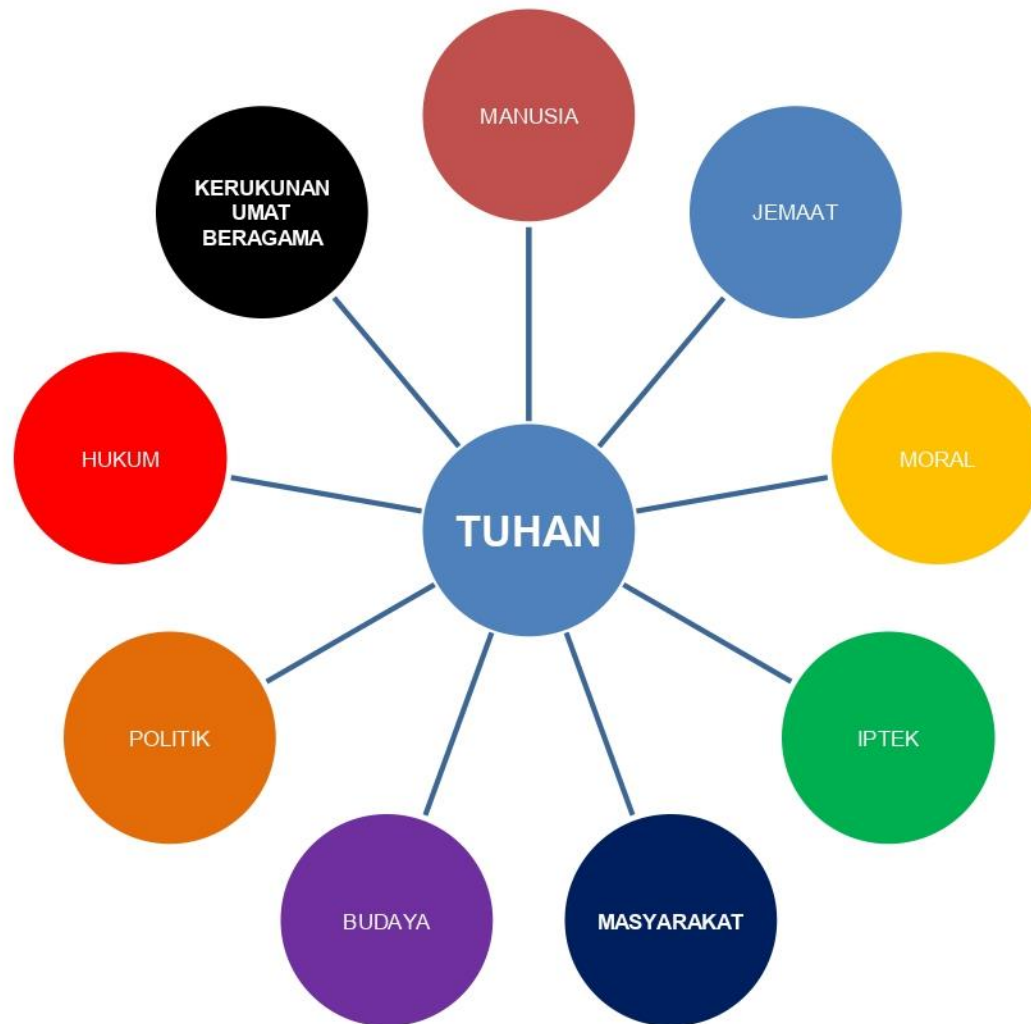 MANUSIA
JEMAAT
MORAL
IPTEK
MASYARAKAT
BUDAYA
POLITIK
HUKUM
KERUKUNAN
UMAT
BERAGAMA
TUHAN